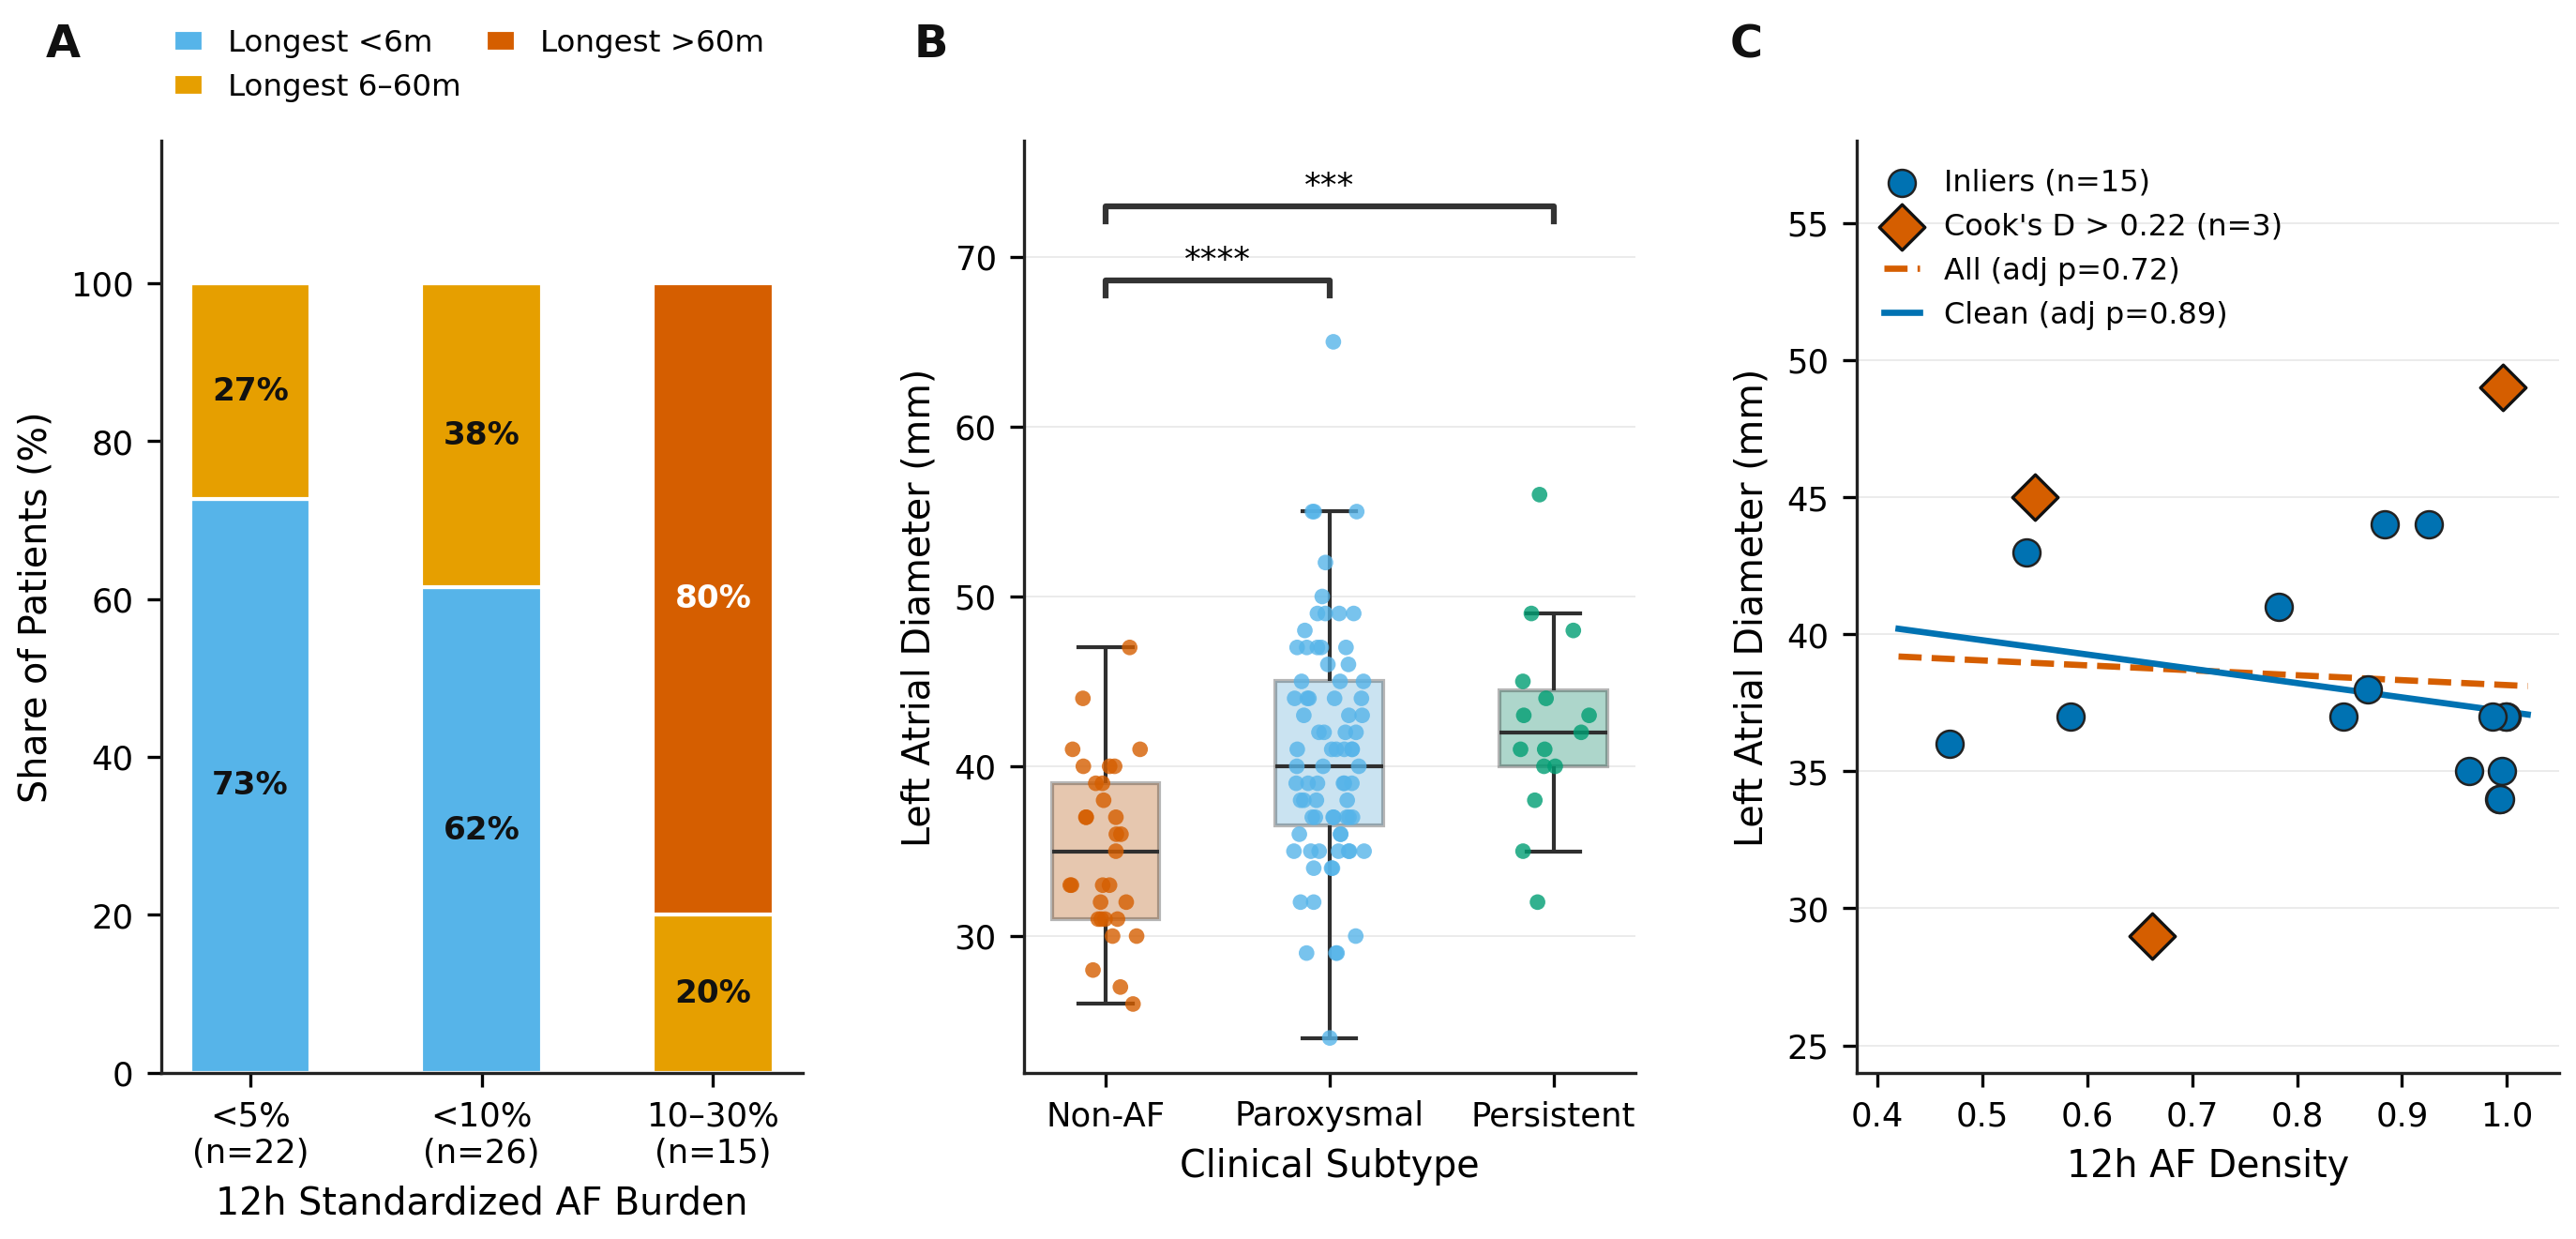 A
Longest <6m
Longest >60m
Longest 6–60m
Share of Patients (%)
100
80
60
40
20
0
27%
73%
38%
62%
80%
20%
<5%
(n=22)
<10%
(n=26)
10–30%
(n=15)
12h Standardized AF Burden
B
Left Atrial Diameter (mm)
70
60
50
40
30
***
****
Non-AF
Paroxysmal
Persistent
Clinical Subtype
C
Inliers (n=15)
Cook's D > 0.22 (n=3)
All (adj p=0.72)
Clean (adj p=0.89)
Left Atrial Diameter (mm)
55
50
45
40
35
30
25
0.4
0.5
0.6
0.7
0.8
0.9
1.0
12h AF Density